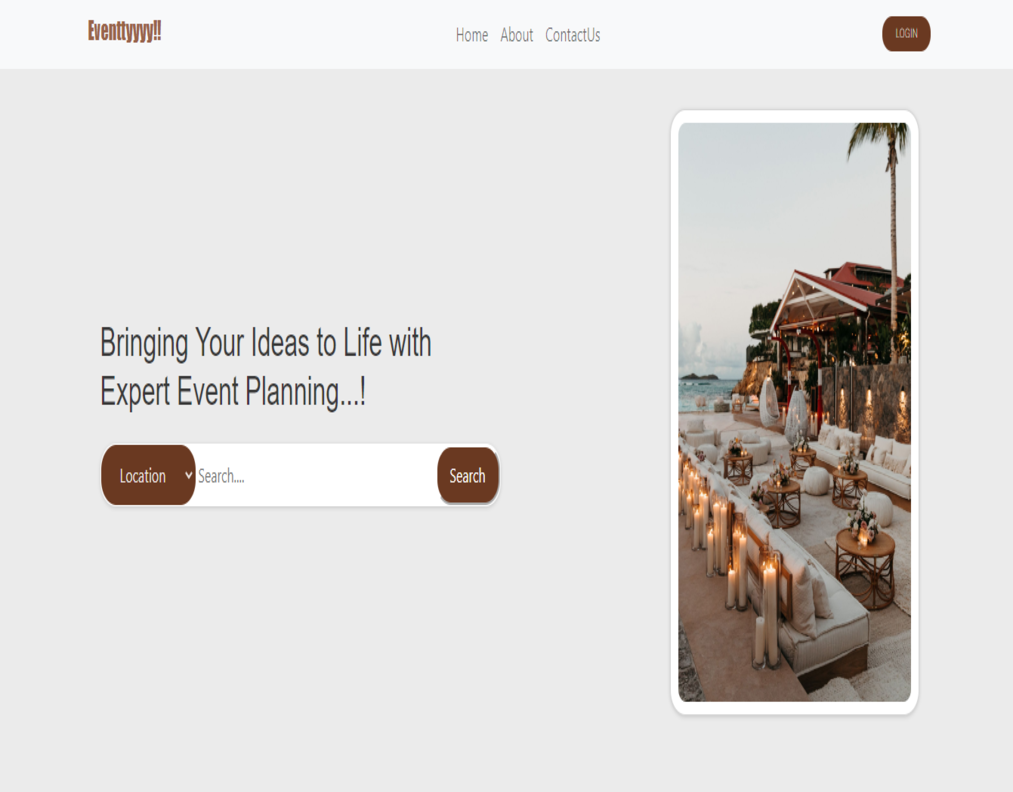 Eventtyyyy!!
Home About ContactUs
LOGIN
Bringing Your Ideas to Life with
Expert Event Planning...!
Location Search.... Search